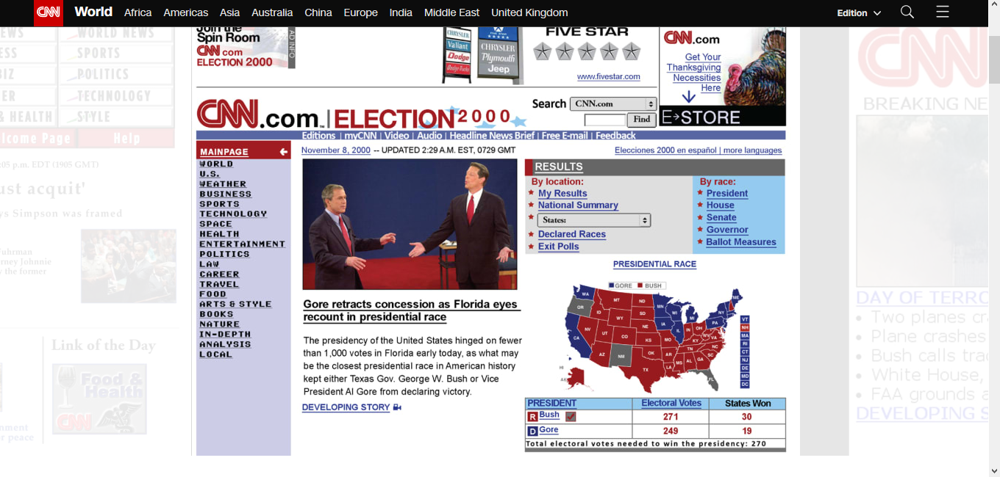 CNN World Africa Americas Asia Australia China Europe India Middle East United Kingdom Edition
WORLD NEWS
SPORTS
POLITICS
TECHNOLOGY
& HEALTH STYLE
lcome Page Help
:05 p.m. EDT (1905 GMT)
ust acquit'
ys Simpson was framed
Fuhrman
rney Johnnie
y the former
Link of the Day
Food &
Health
CNN
nment
r peace
Join the
Spin Room
CNN.com
ELECTION 2000
AD INFO
CHRYSLER
Valiant
Dodge
Dodge Trucks
CHRYSLER
Plymouth
Jeep
FIVE STAR
www.fivestar.com
CNN.com
Get Your
Thanksgiving
Necessities
Here
E→STORE
CNN.com | ELECTION 2000
Search CNN.com
Find
Editions | myCNN | Video | Audio | Headline News Brief | Free E-mail | Feedback
MAINPAGE
WORLD
U.S.
WEATHER
BUSINESS
SPORTS
TECHNOLOGY
SPACE
HEALTH
ENTERTAINMENT
POLITICS
LAW
CAREER
TRAVEL
FOOD
ARTS & STYLE
BOOKS
NATURE
IN-DEPTH
ANALYSIS
LOCAL
November 8, 2000 -- UPDATED 2:29 A.M. EST, 0729 GMT
Elecciones 2000 en español | more languages
Gore retracts concession as Florida eyes
recount in presidential race
The presidency of the United States hinged on fewer
than 1,000 votes in Florida early today, as what may
be the closest presidential race in American history
kept either Texas Gov. George W. Bush or Vice
President Al Gore from declaring victory.
DEVELOPING STORY
RESULTS
By location:
My Results
National Summary
States:
Declared Races
Exit Polls
By race:
President
House
Senate
Governor
Ballot Measures
PRESIDENTIAL RACE
GORE BUSH
WA
OR
CA
NV
ID
MT
WY
UT
AZ
CO
NM
ND
SD
NE
KS
OK
TX
MN
IA
MO
AR
LA
WI
IL
MS
MI
IN
KY
TN
AL
OH
WV
VA
NC
SC
GA
FL
PA
NY
ME
HI
AK
VT
NH
MA
RI
CT
NJ
DE
MD
DC
PRESIDENT Electoral Votes States Won
R Bush 271 30
D Gore 249 19
Total electoral votes needed to win the presidency: 270
CNN
BREAKING NE
DAY OF TERRO
Two planes cr
Plane crashes
Bush calls tra
White House,
FAA grounds a
DEVELOPING S